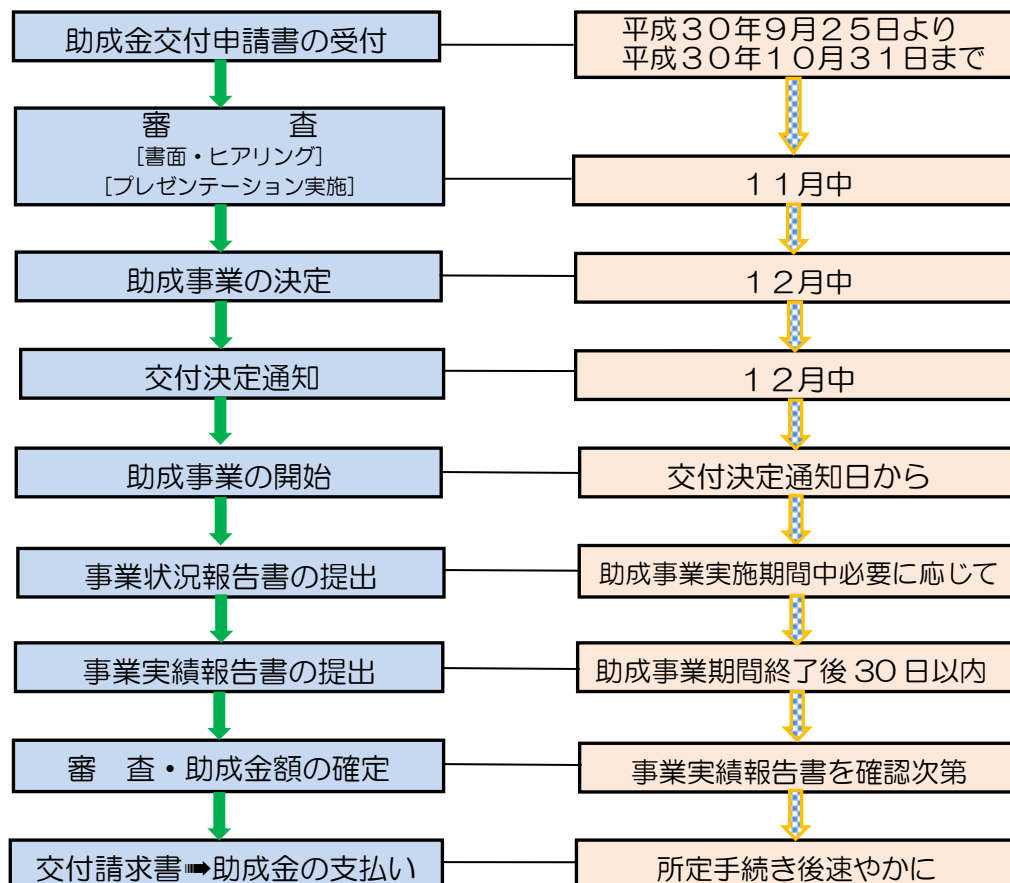 助成金交付申請書の受付
平成30年9月25日より
平成30年10月31日まで
審　　　　　査
[書面・ヒアリング]
[プレゼンテーション実施]
11月中
助成事業の決定
12月中
交付決定通知
12月中
助成事業の開始
交付決定通知日から
事業状況報告書の提出
助成事業実施期間中必要に応じて
事業実績報告書の提出
助成事業期間終了後 30 日以内
審　査・助成金額の確定
事業実績報告書を確認次第
交付請求書➠助成金の支払い
所定手続き後速やかに